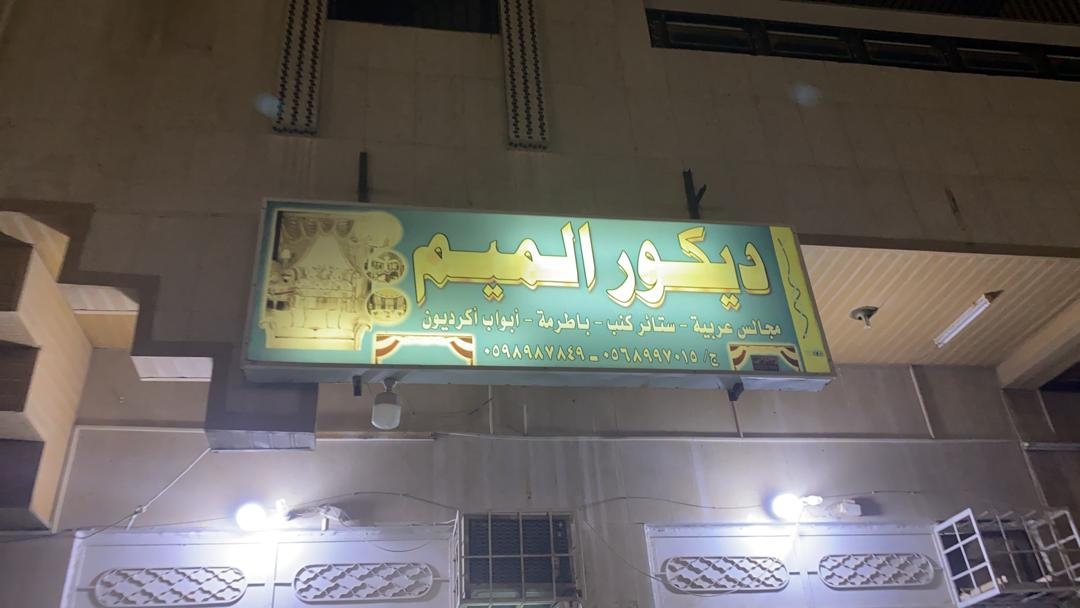 ديكور الميم
مجالس عربية - ستائر كنب - باطرمة - أبواب أكرديون
ج/ ٠٥٦٨٩٩٧٠١٥ - ٠٥٩٨٩٨٧٨٤٩